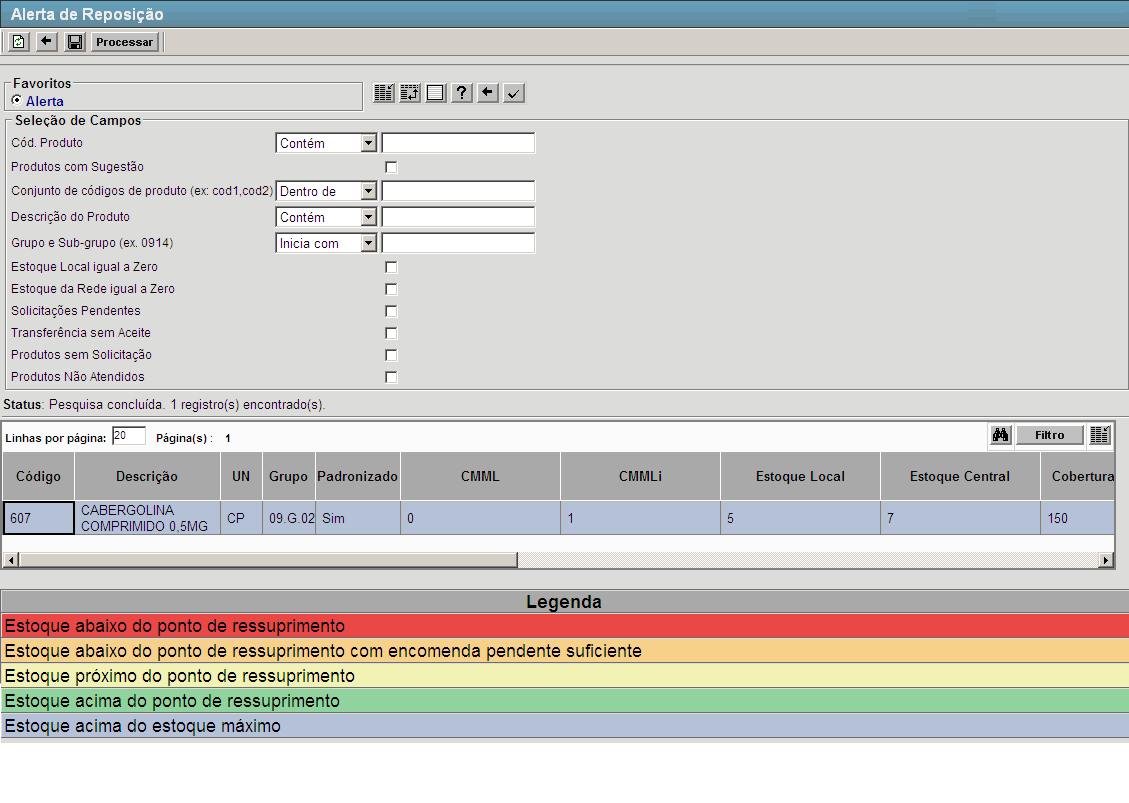 Alerta de Reposição
Processar
Favoritos
Alerta
?
Seleção de Campos
Cód. Produto Contém
Produtos com Sugestão
Conjunto de códigos de produto (ex: cod1,cod2) Dentro de
Descrição do Produto Contém
Grupo e Sub-grupo (ex. 0914) Inicia com
Estoque Local igual a Zero
Estoque da Rede igual a Zero
Solicitações Pendentes
Transferência sem Aceite
Produtos sem Solicitação
Produtos Não Atendidos
Status: Pesquisa concluída. 1 registro(s) encontrado(s).
Linhas por página: 20 Página(s) : 1 Filtro
Código Descrição UN Grupo Padronizado CMML CMMLi Estoque Local Estoque Central Cobertura
607 CABERGOLINA COMPRIMIDO 0,5MG CP 09.G.02 Sim 0 1 5 7 150
Legenda
Estoque abaixo do ponto de ressuprimento
Estoque abaixo do ponto de ressuprimento com encomenda pendente suficiente
Estoque próximo do ponto de ressuprimento
Estoque acima do ponto de ressuprimento
Estoque acima do estoque máximo